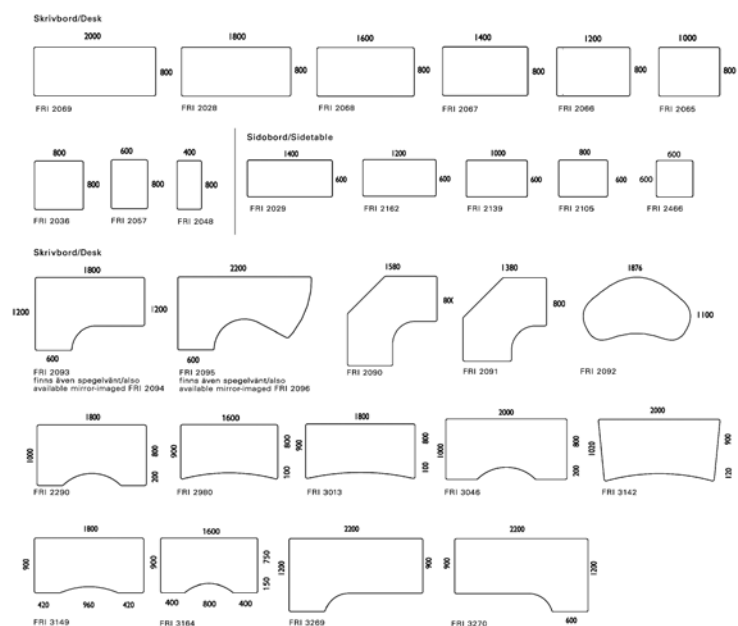 Skrivbord/Desk
2000 1800 1600 1400 1200 1000
800 800 800 800 800 800
FRI 2069 FRI 2028 FRI 2068 FRI 2067 FRI 2066 FRI 2065
800 600 400
800 800 800
FRI 2036 FRI 2057 FRI 2048
Sidobord/Sidetable
1400 1200 1000 800 600
600 600 600 600 600
FRI 2029 FRI 2162 FRI 2139 FRI 2105 FRI 2466
Skrivbord/Desk
1800 2200 1580 1380 1876
1200 1200 1200 80X 800 1100
600 600
FRI 2093 FRI 2095 FRI 2090 FRI 2091 FRI 2092
finns även spegelvänt/also finns även spegelvänt/also
available mirror-imaged FRI 2094 available mirror-imaged FRI 2096
1800 1600 1800 2000 2000
1000 800 900 800 900 800 1000 800 1020 900
200 100 100 200 120
FRI 2290 FRI 2980 FRI 3013 FRI 3046 FRI 3142
1800 1600 2200 2200
900 900 750 1200 900 900 1200
150
420 960 420 400 800 400 600
FRI 3149 FRI 3164 FRI 3269 FRI 3270